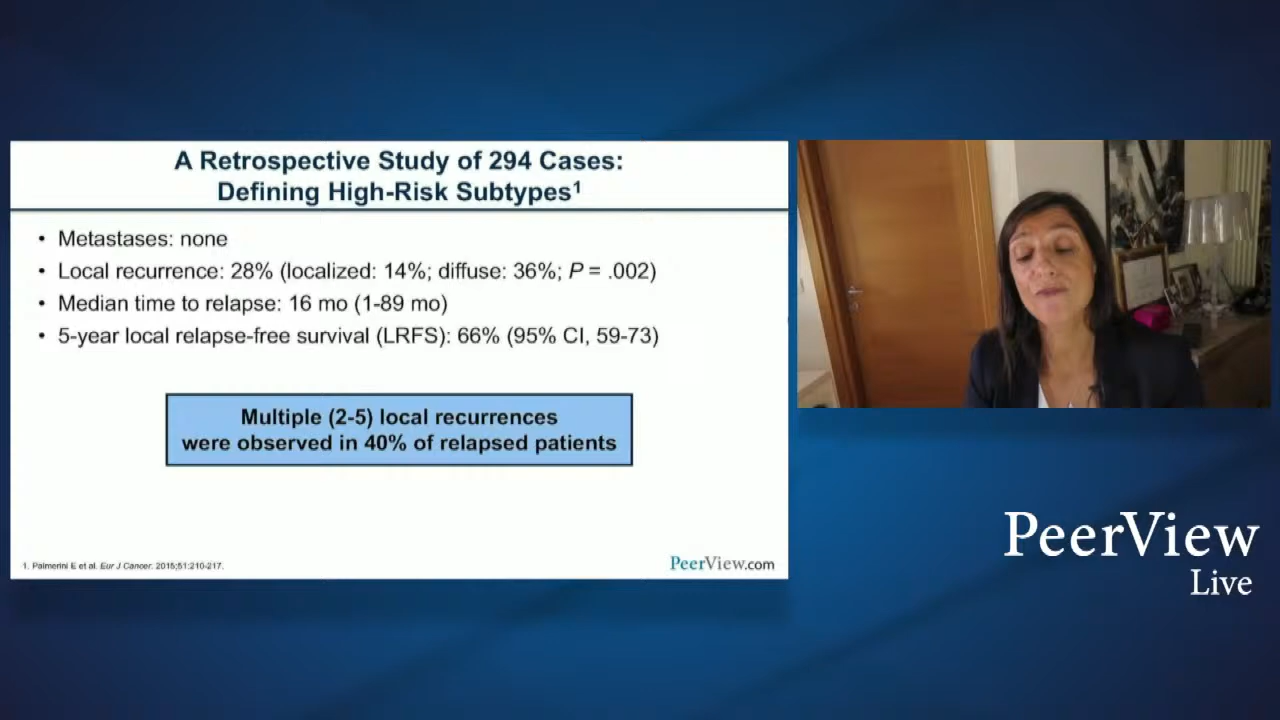 A Retrospective Study of 294 Cases:
Defining High-Risk Subtypes¹
• Metastases: none
• Local recurrence: 28% (localized: 14%; diffuse: 36%; P = .002)
• Median time to relapse: 16 mo (1-89 mo)
• 5-year local relapse-free survival (LRFS): 66% (95% CI, 59-73)
Multiple (2-5) local recurrences
were observed in 40% of relapsed patients
1. Palmerini E et al. Eur J Cancer. 2015;51:210-217.
PeerView.com
PeerView
Live